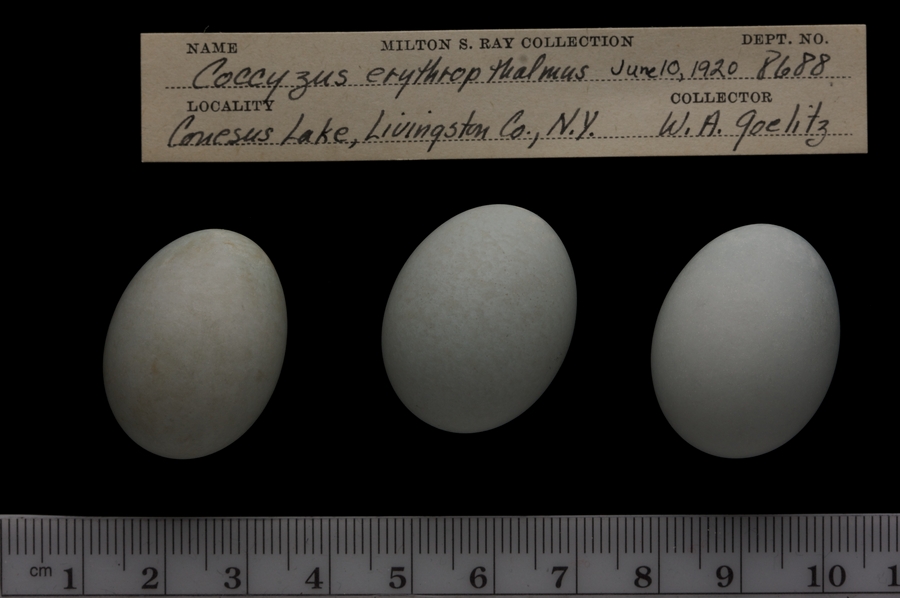 NAME MILTON S. RAY COLLECTION DEPT. NO.
Coccyzus erythropthalmus June 10, 1920 8688
LOCALITY COLLECTOR
Conesus Lake, Livingston Co., N.Y. W. A. Goelitz
cm 1 2 3 4 5 6 7 8 9 10 1